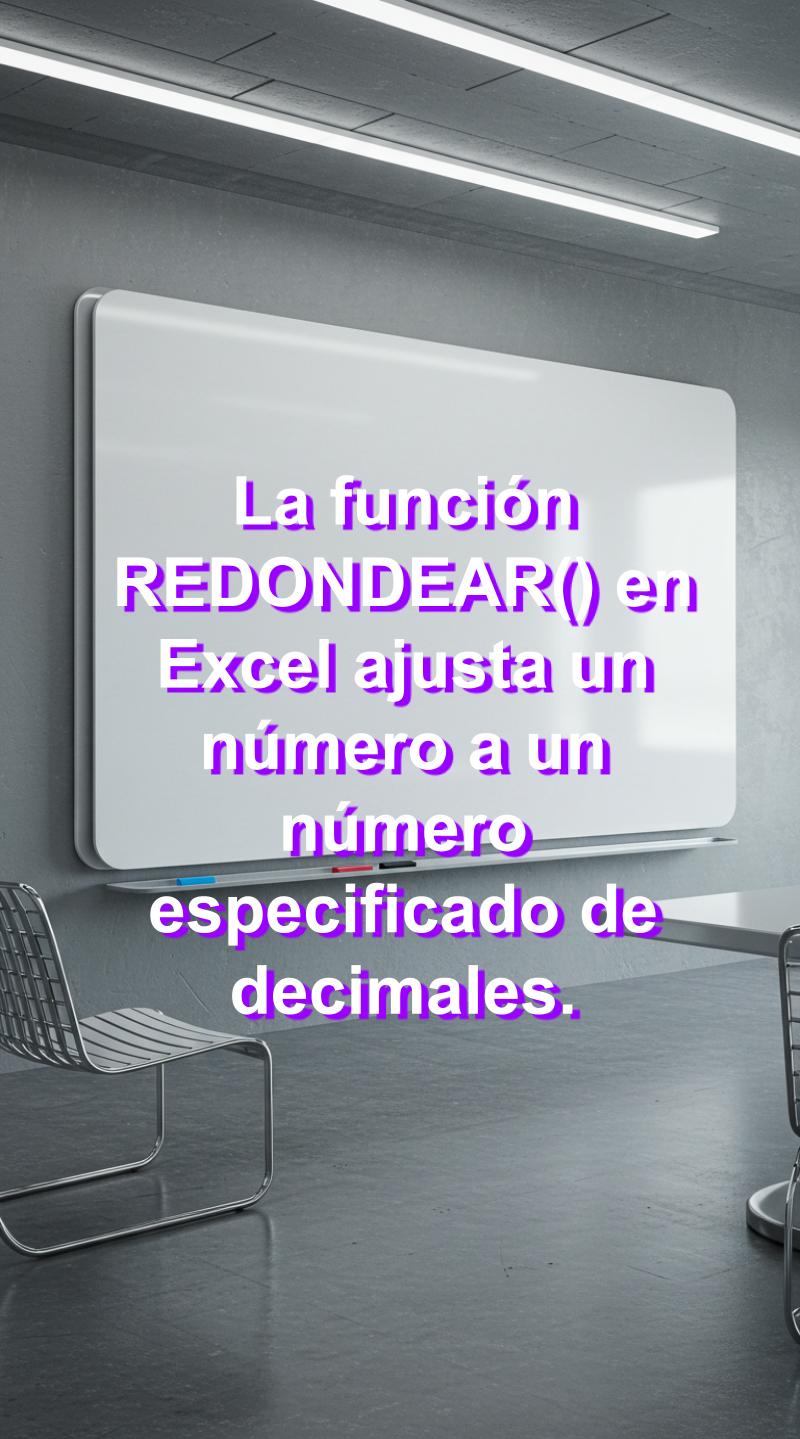 La función
REDONDEAR() en
Excel ajusta un
número a un
número
especificado de
decimales.